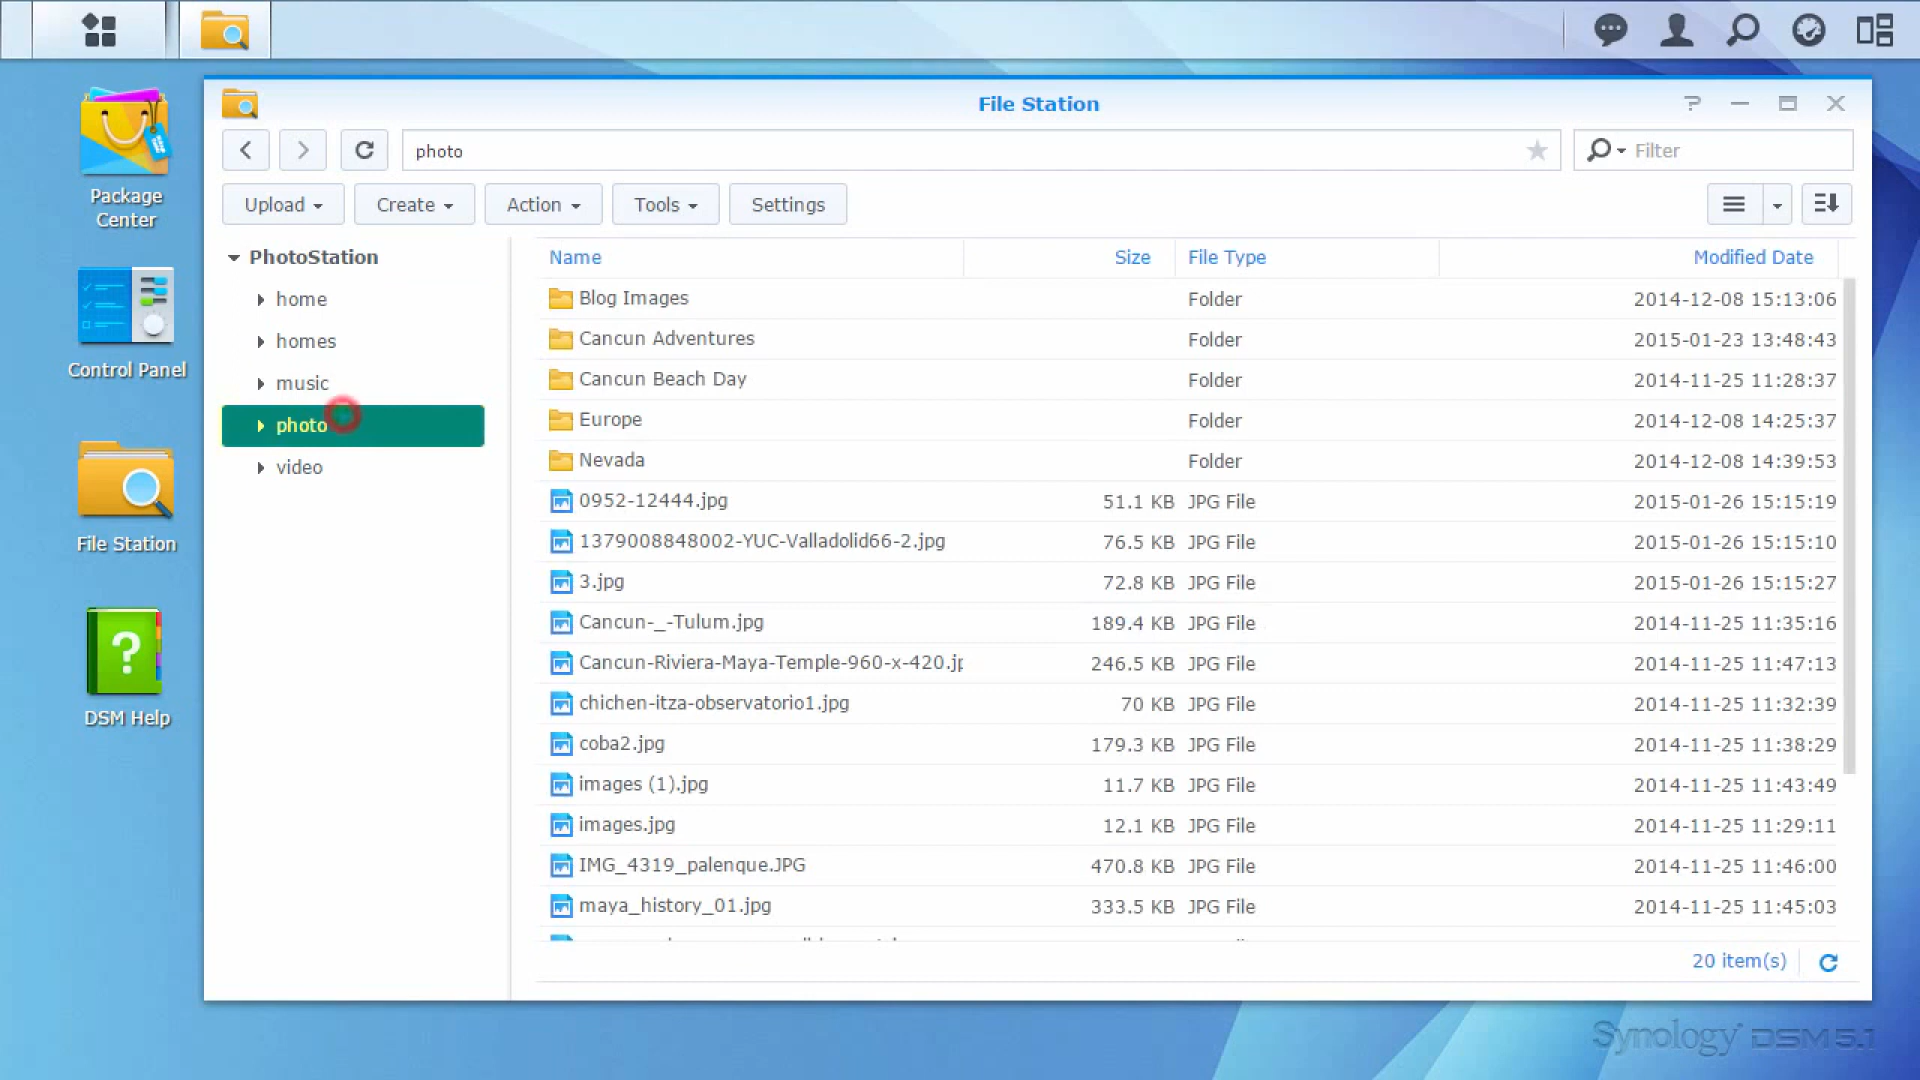 File Station
photo
Filter
Upload
Create
Action
Tools
Settings
Package
Center
Control Panel
File Station
DSM Help
PhotoStation
home
homes
music
photo
video
Name Size File Type Modified Date
Blog Images Folder 2014-12-08 15:13:06
Cancun Adventures Folder 2015-01-23 13:48:43
Cancun Beach Day Folder 2014-11-25 11:28:37
Europe Folder 2014-12-08 14:25:37
Nevada Folder 2014-12-08 14:39:53
0952-12444.jpg 51.1 KB JPG File 2015-01-26 15:15:19
1379008848002-YUC-Valladolid66-2.jpg 76.5 KB JPG File 2015-01-26 15:15:10
3.jpg 72.8 KB JPG File 2015-01-26 15:15:27
Cancun-_-Tulum.jpg 189.4 KB JPG File 2014-11-25 11:35:16
Cancun-Riviera-Maya-Temple-960-x-420.jp 246.5 KB JPG File 2014-11-25 11:47:13
chichen-itza-observatorio1.jpg 70 KB JPG File 2014-11-25 11:32:39
coba2.jpg 179.3 KB JPG File 2014-11-25 11:38:29
images (1).jpg 11.7 KB JPG File 2014-11-25 11:43:49
images.jpg 12.1 KB JPG File 2014-11-25 11:29:11
IMG_4319_palenque.JPG 470.8 KB JPG File 2014-11-25 11:46:00
maya_history_01.jpg 333.5 KB JPG File 2014-11-25 11:45:03
20 item(s)
Synology DSM 5.1